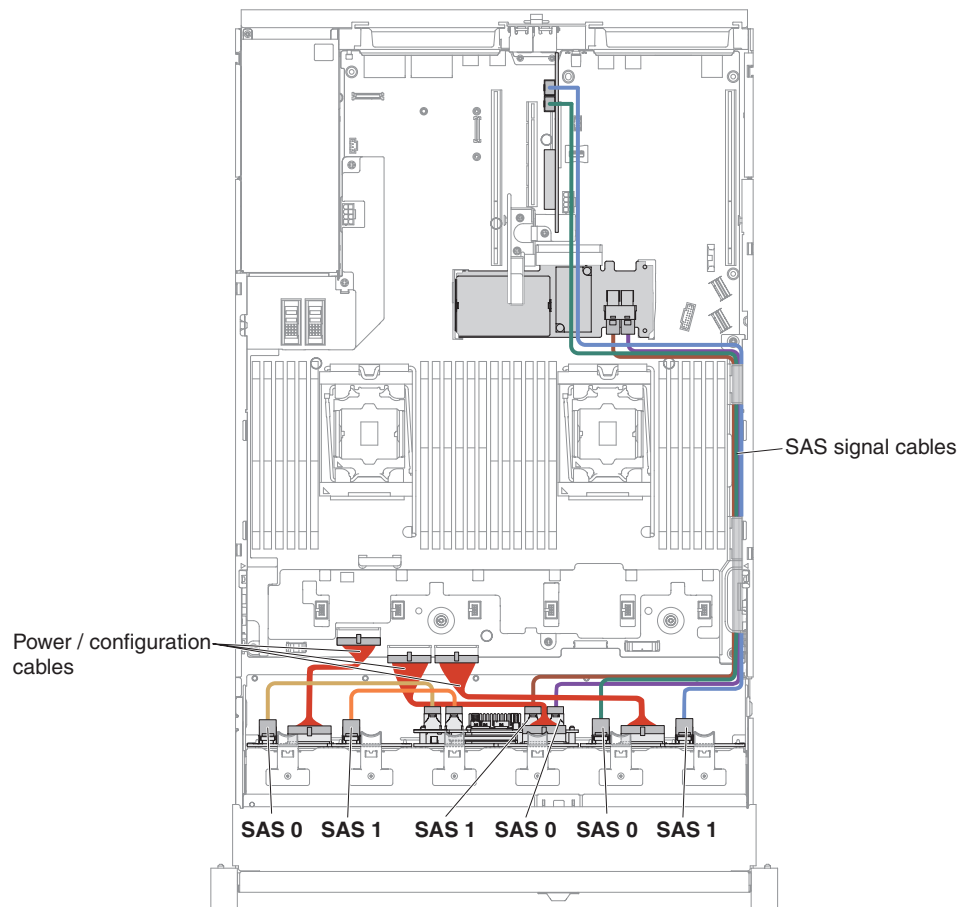 SAS signal cables
Power / configuration
cables
SAS 0 SAS 1 SAS 1 SAS 0 SAS 0 SAS 1